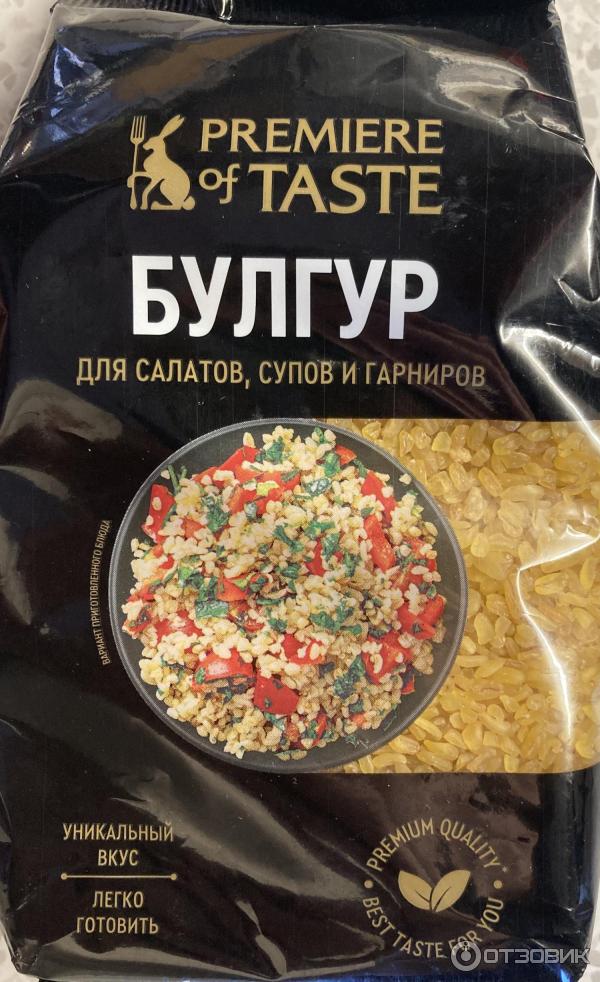 PREMIERE
of TASTE
БУЛГУР
ДЛЯ САЛАТОВ, СУПОВ И ГАРНИРОВ
ВАРИАНТ ПРИГОТОВЛЕННОГО БЛЮДА
УНИКАЛЬНЫЙ
ВКУС
ЛЕГКО
ГОТОВИТЬ
PREMIUM QUALITY*
BEST TASTE FOR YOU
ОТЗОВИК